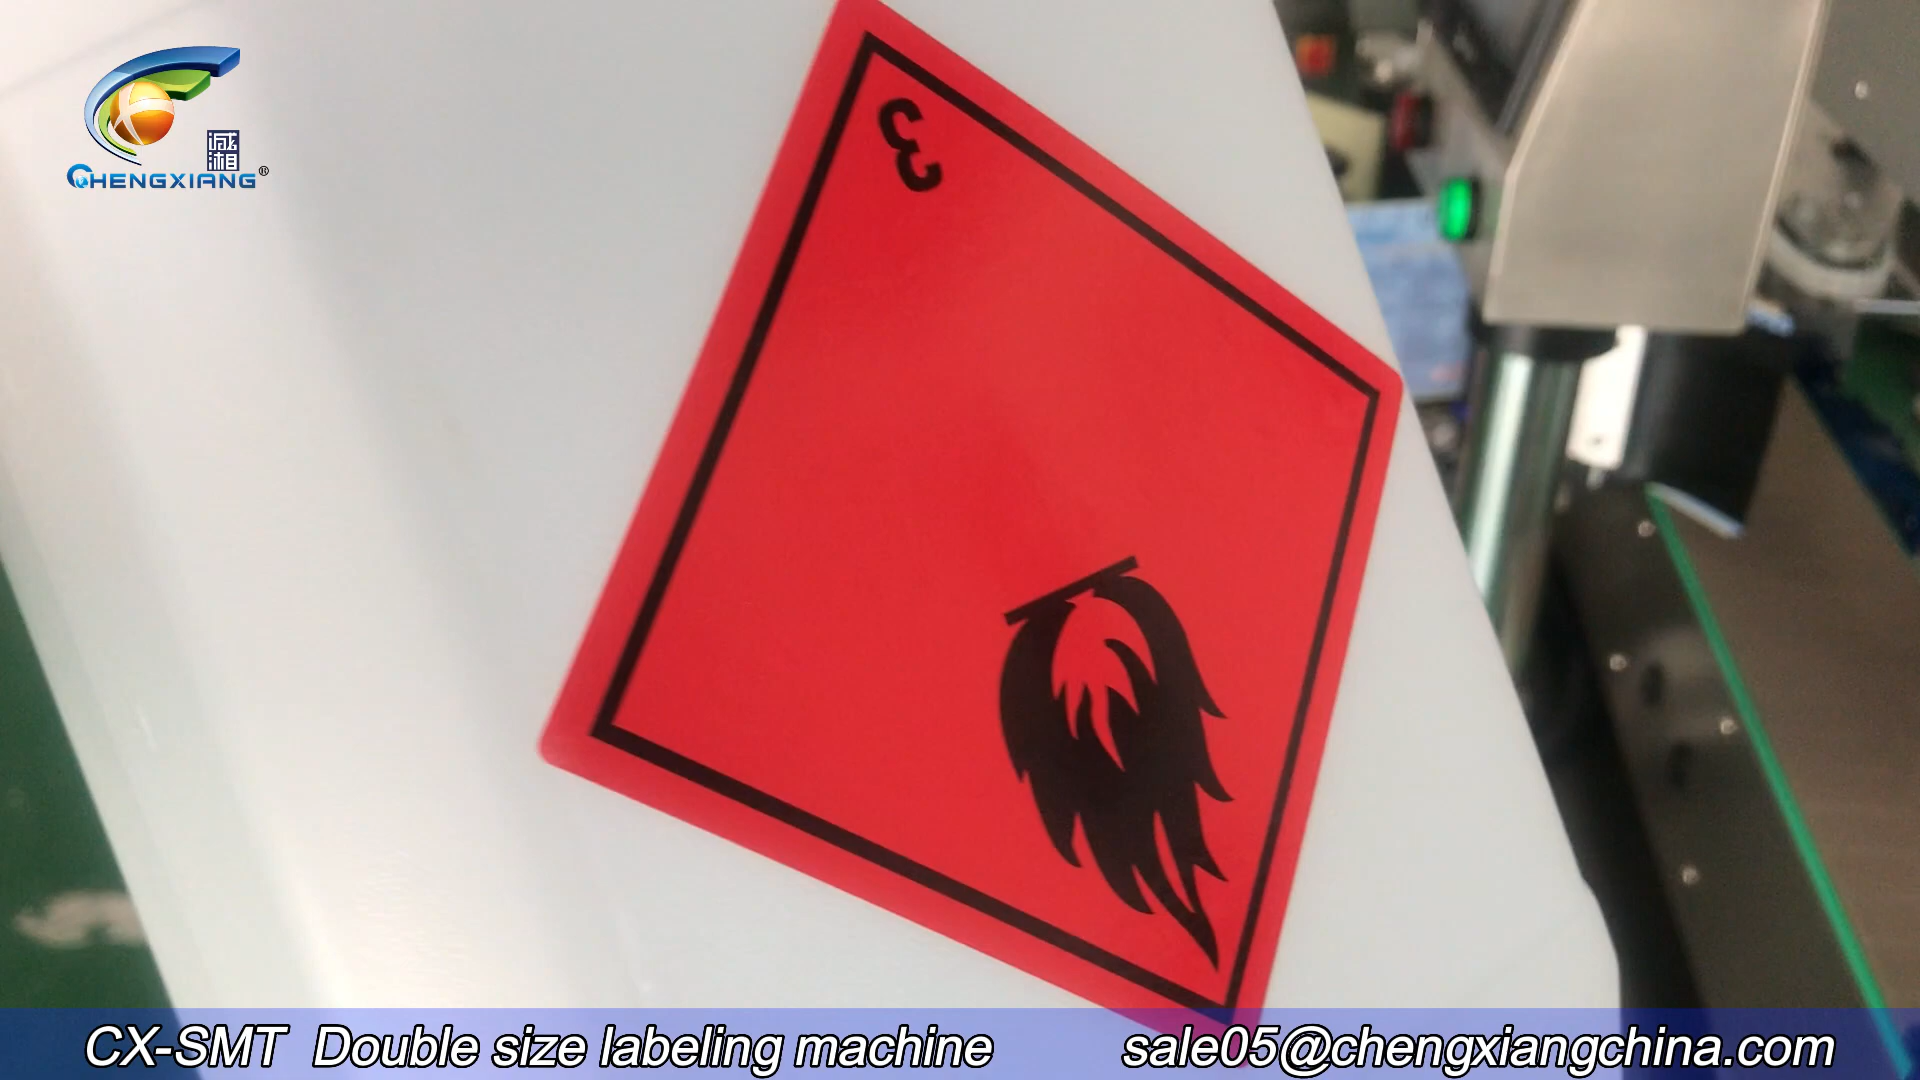 诚
湘
CHENGXIANG®
3
CX-SMT Double size labeling machine
sale05@chengxiangchina.com